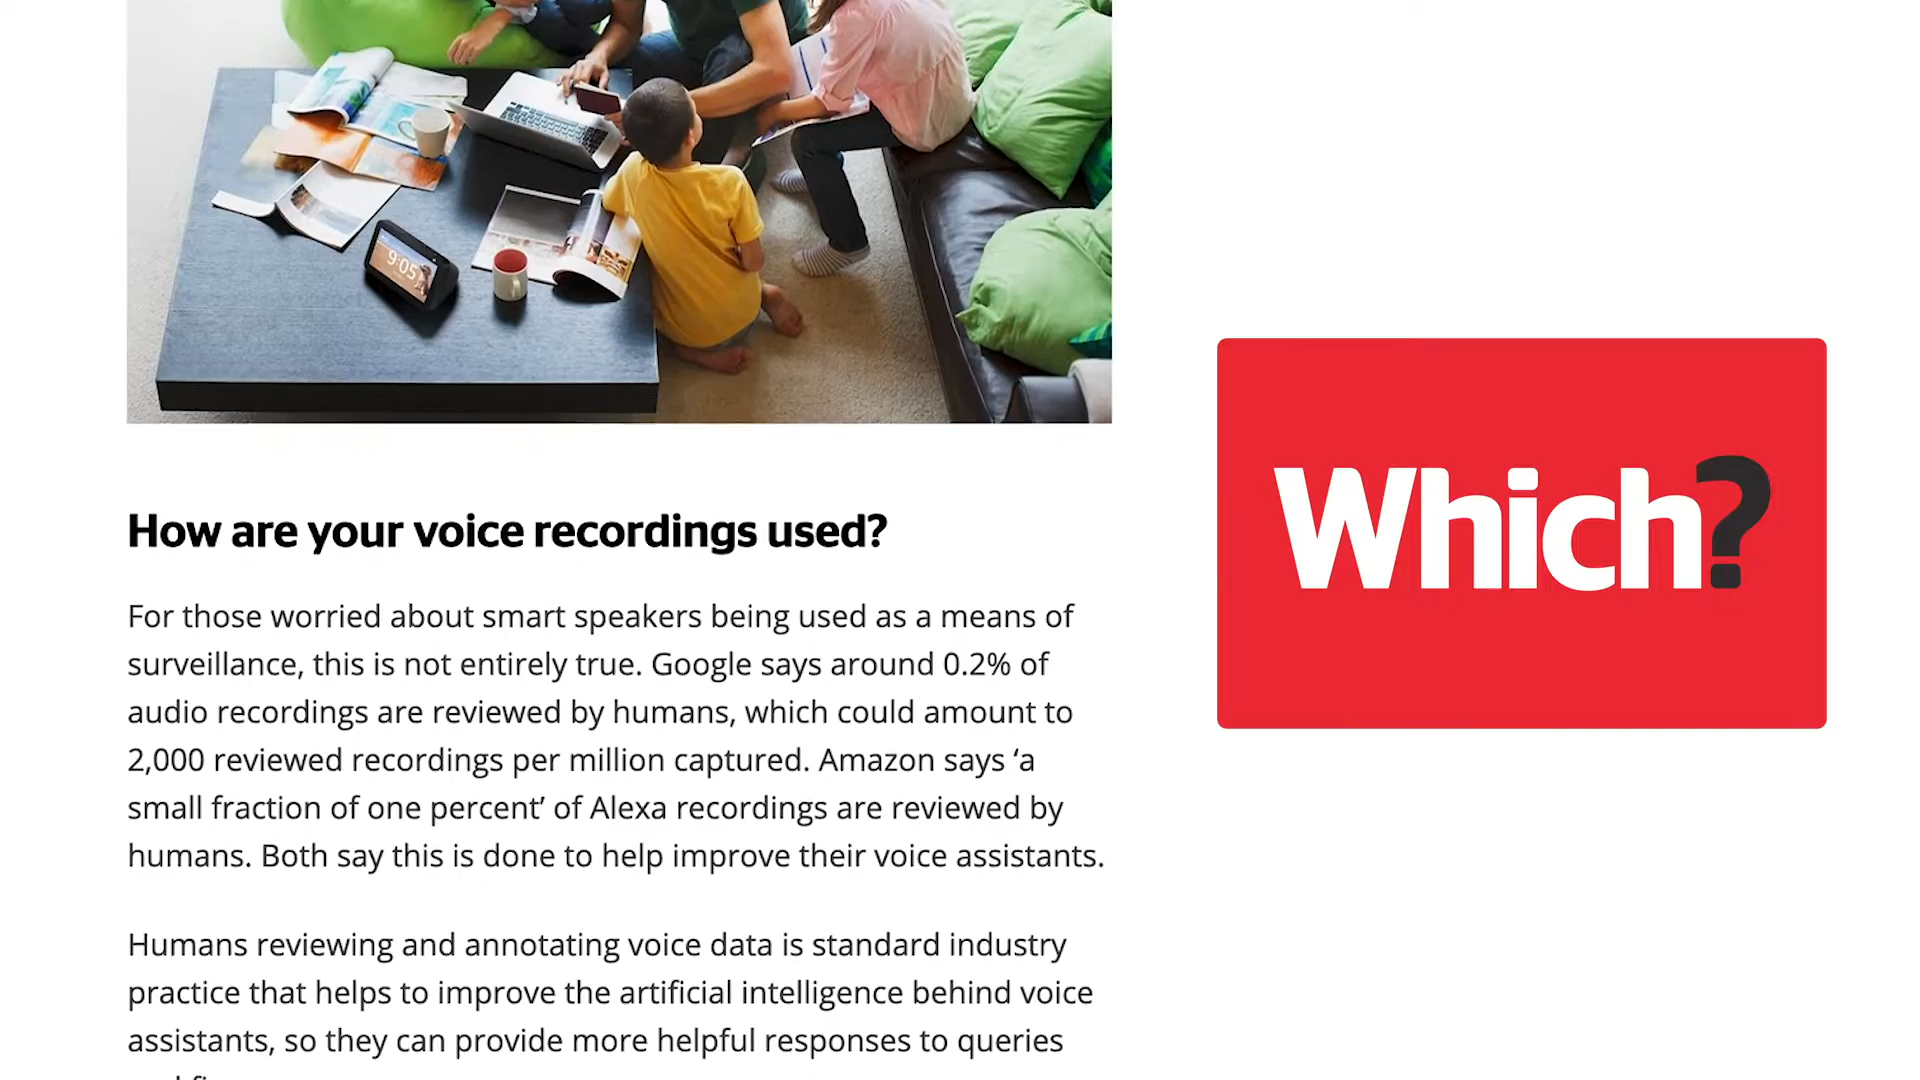 9:05
How are your voice recordings used?
For those worried about smart speakers being used as a means of
surveillance, this is not entirely true. Google says around 0.2% of
audio recordings are reviewed by humans, which could amount to
2,000 reviewed recordings per million captured. Amazon says ‘a
small fraction of one percent’ of Alexa recordings are reviewed by
humans. Both say this is done to help improve their voice assistants.
Humans reviewing and annotating voice data is standard industry
practice that helps to improve the artificial intelligence behind voice
assistants, so they can provide more helpful responses to queries
Which?